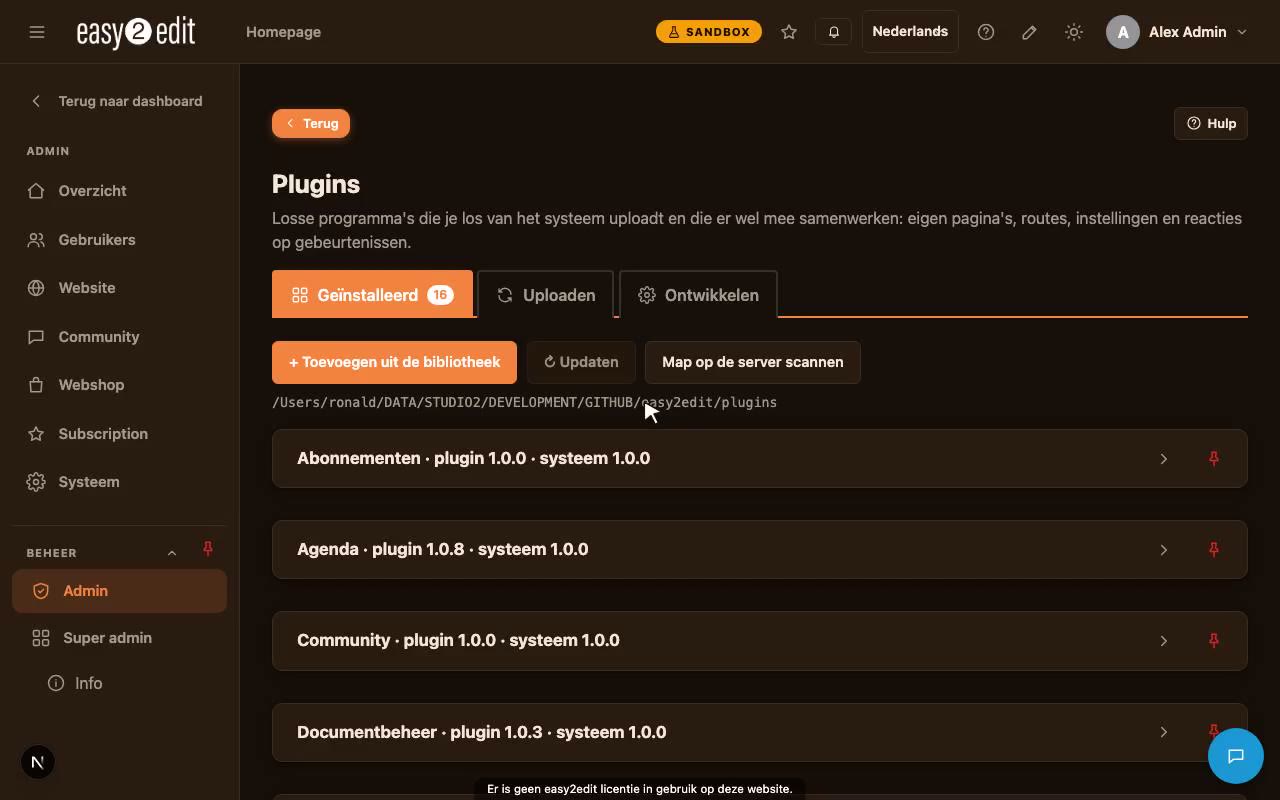 easy2edit
Homepage
SANDBOX
Nederlands
A
Alex Admin
Terug naar dashboard
ADMIN
Overzicht
Gebruikers
Website
Community
Webshop
Subscription
Systeem
BEHEER
Admin
Super admin
Info
N
Terug
Hulp
Plugins
Losse programma's die je los van het systeem uploadt en die er wel mee samenwerken: eigen pagina's, routes, instellingen en reacties
op gebeurtenissen.
Geïnstalleerd 16
Uploaden
Ontwikkelen
+ Toevoegen uit de bibliotheek
↻ Updaten
Map op de server scannen
/Users/ronald/DATA/STUDIO2/DEVELOPMENT/GITHUB/easy2edit/plugins
Abonnementen · plugin 1.0.0 · systeem 1.0.0
Agenda · plugin 1.0.8 · systeem 1.0.0
Community · plugin 1.0.0 · systeem 1.0.0
Documentbeheer · plugin 1.0.3 · systeem 1.0.0
Er is geen easy2edit licentie in gebruik op deze website.